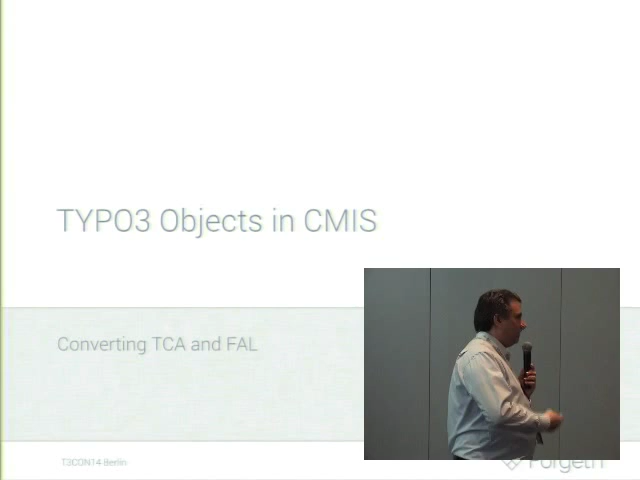 TYPO3 Objects in CMIS
Converting TCA and FAL
T3CON14 Berlin